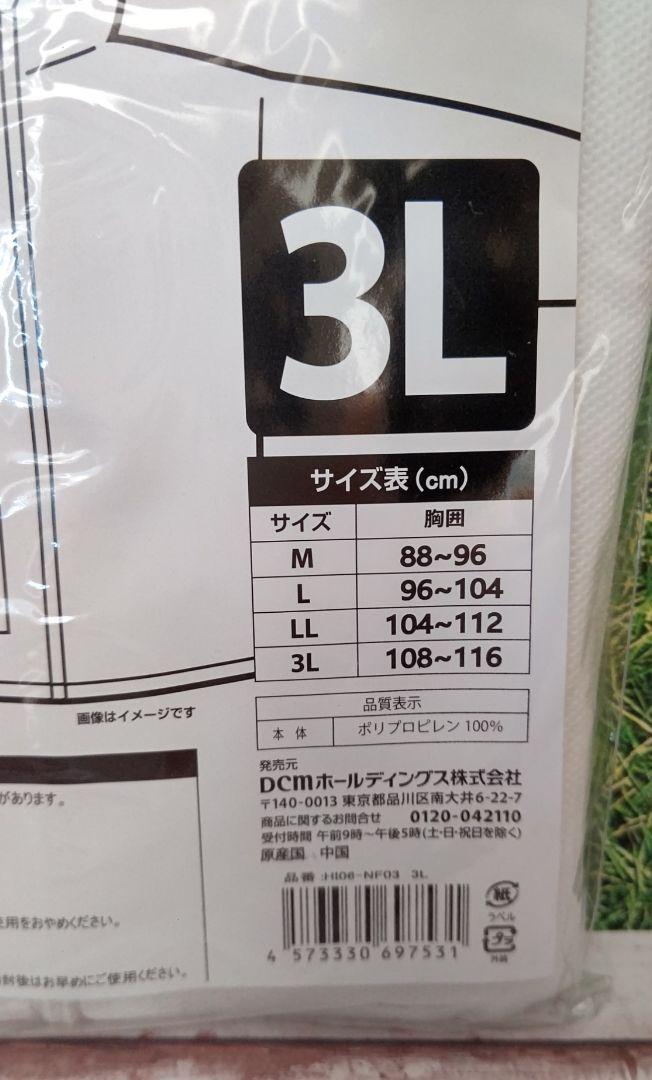 3L
サイズ表(cm)
サイズ 胸囲
M 88~96
L 96~104
LL 104~112
3L 108~116
画像はイメージです
品質表示
本体 ポリプロピレン 100%
があります。
発売元
DCMホールディングス株式会社
〒140-0013 東京都品川区南大井6-22-7
商品に関するお問合せ 0120-042110
受付時間 午前9時~午後5時(土・日・祝日を除く)
原産国 中国
品番:HI06-NF03 3L
使用をおやめください。
封後はお早めにご使用ください。
4 573330 697531
紙
ラベル
プラ
外装